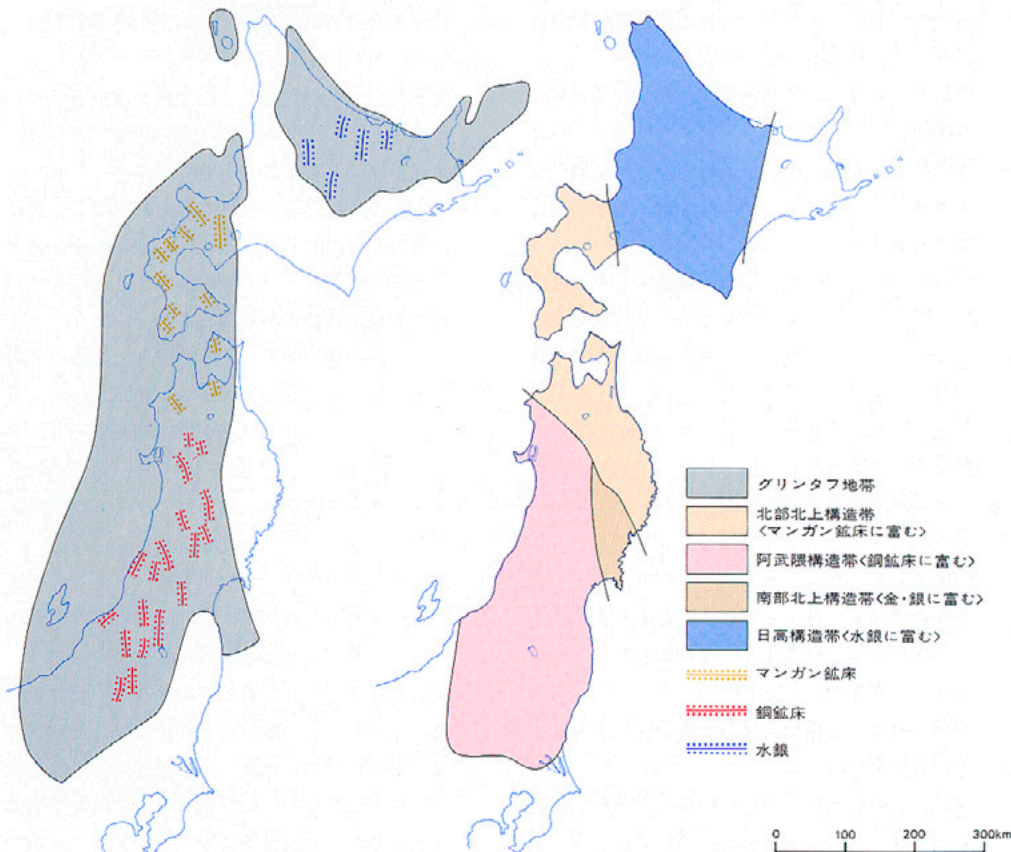 グリンタフ地帯
北部北上構造帯
<マンガン鉱床に富む>
阿武隈構造帯<銅鉱床に富む>
南部北上構造帯<金・銀に富む>
日高構造帯<水銀に富む>
マンガン鉱床
銅鉱床
水銀
0 100 200 300km